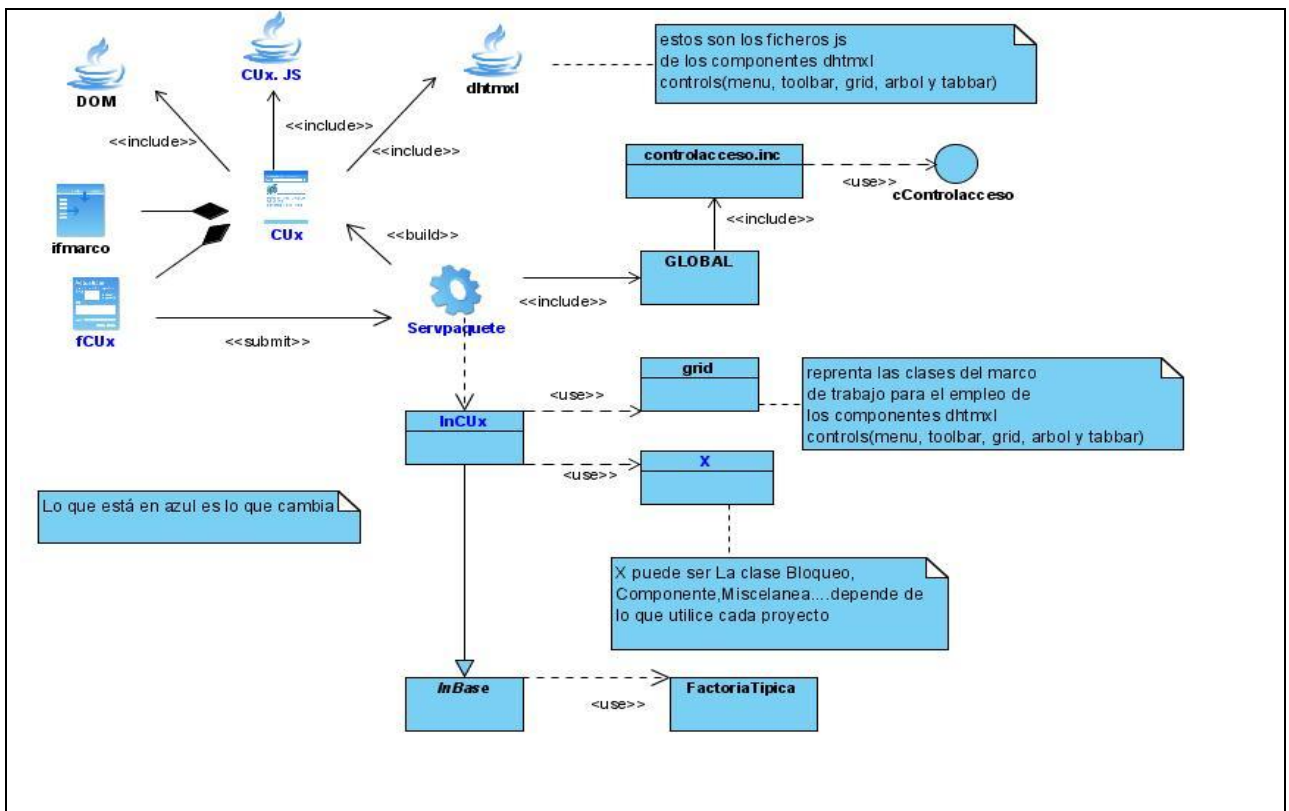 DOM
CUx. JS
dhtmxl
estos son los ficheros js
de los componentes dhtmxl
controls(menu, toolbar, grid, arbol y tabbar)
<<include>>
<<include>>
<<include>>
controlacceso.inc
<use>>
cControlacceso
ifmarco
CUx
<<build>>
<<include>>
GLOBAL
fCUx
<<submit>>
Servpaquete
<<include>>
InCUx
<use>>
grid
reprenta las clases del marco
de trabajo para el empleo de
los componentes dhtmxl
controls(menu, toolbar, grid, arbol y tabbar)
<use>>
X
Lo que está en azul es lo que cambia
X puede ser La clase Bloqueo,
Componente,Miscelanea....depende de
lo que utilice cada proyecto
InBase
<use>>
FactoriaTipica